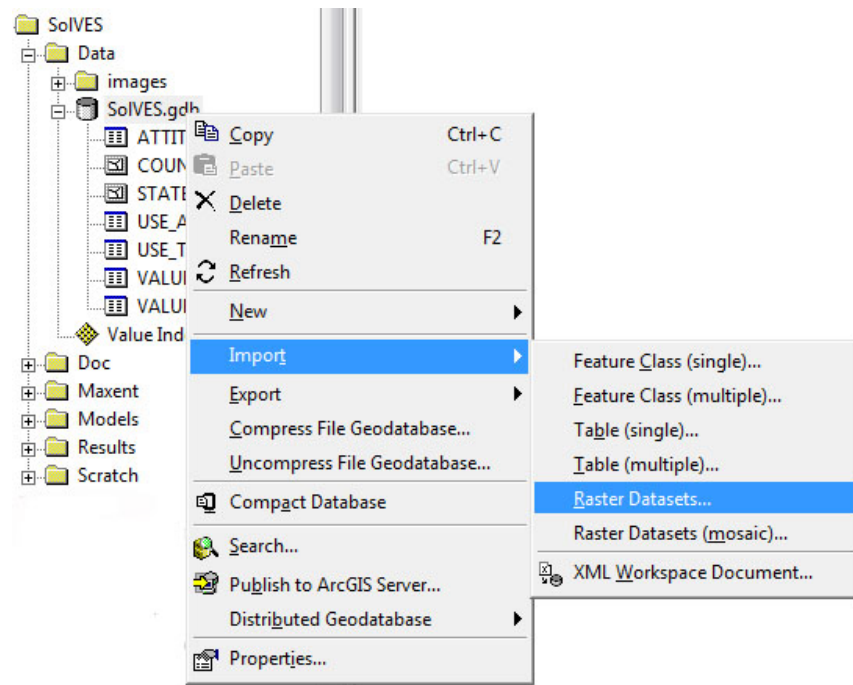 SolVES
Data
images
SolVES.gdb
ATTIT
COUN
STATE
USE_A
USE_T
VALU
VALU
Value Ind
Doc
Maxent
Models
Results
Scratch
Copy Ctrl+C
Paste Ctrl+V
Delete
Rename F2
Refresh
New
Import
Export
Compress File Geodatabase...
Uncompress File Geodatabase...
Compact Database
Search...
Publish to ArcGIS Server...
Distributed Geodatabase
Properties...
Feature Class (single)...
Feature Class (multiple)...
Table (single)...
Table (multiple)...
Raster Datasets...
Raster Datasets (mosaic)...
XML Workspace Document...